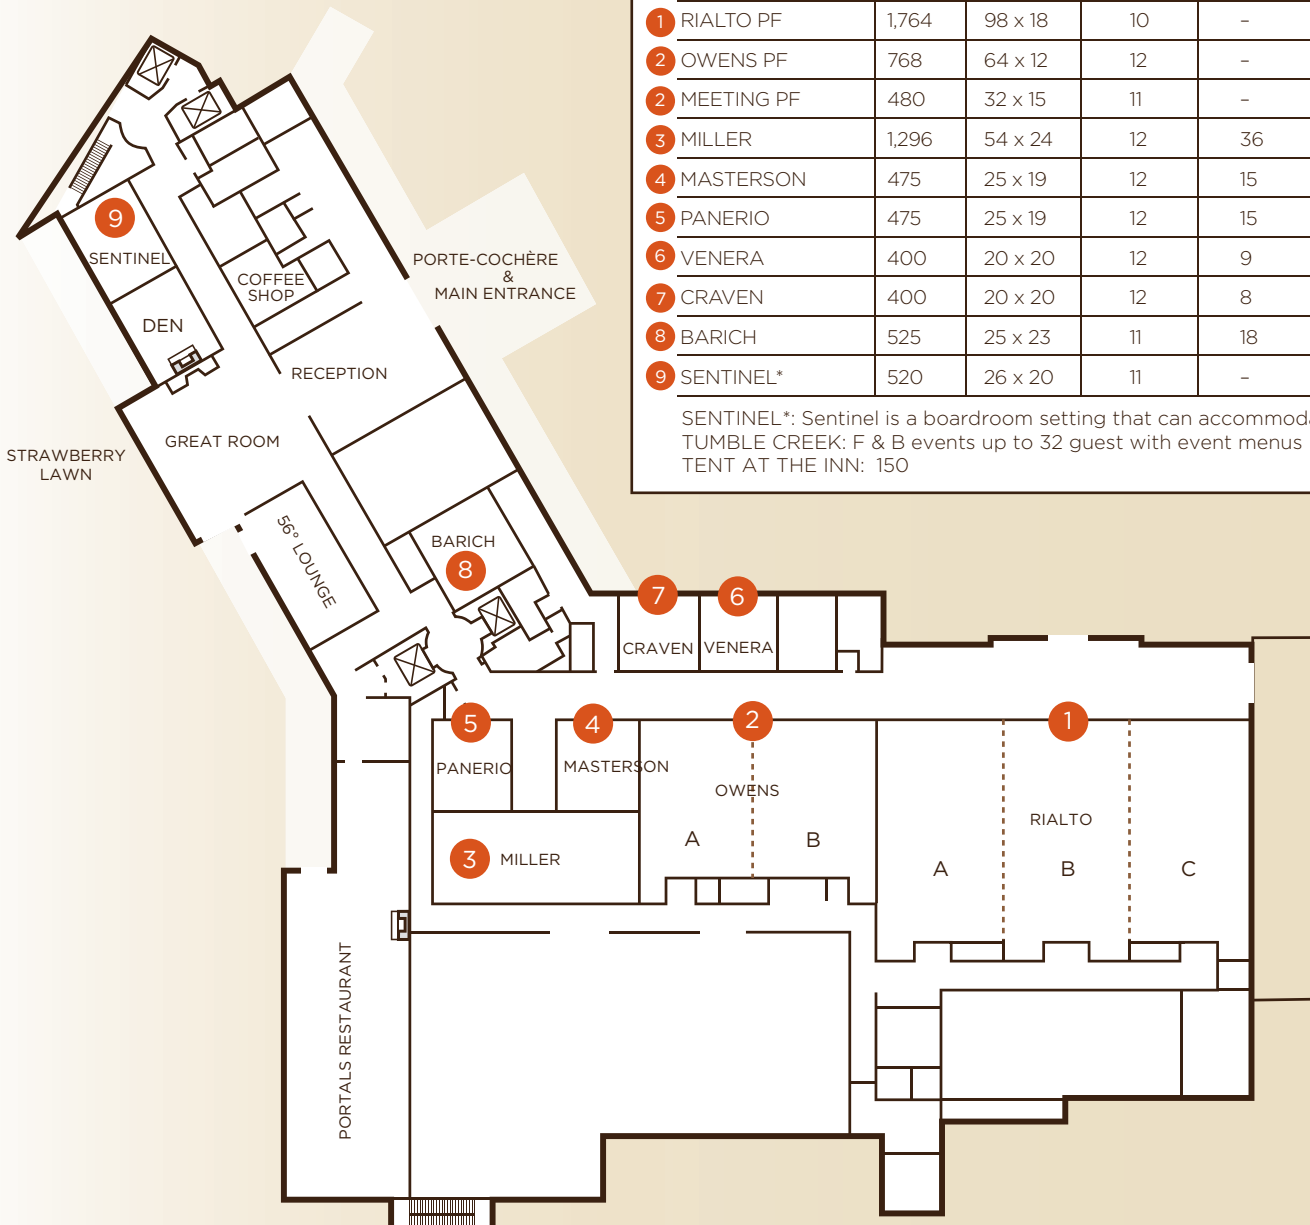 1 RIALTO PF 1,764 98 x 18 10 –
2 OWENS PF 768 64 x 12 12 –
2 MEETING PF 480 32 x 15 11 –
3 MILLER 1,296 54 x 24 12 36
4 MASTERSON 475 25 x 19 12 15
5 PANERIO 475 25 x 19 12 15
6 VENERA 400 20 x 20 12 9
7 CRAVEN 400 20 x 20 12 8
8 BARICH 525 25 x 23 11 18
9 SENTINEL* 520 26 x 20 11 –
SENTINEL*: Sentinel is a boardroom setting that can accommoda
TUMBLE CREEK: F & B events up to 32 guest with event menus
TENT AT THE INN: 150
9
SENTINEL
COFFEE
SHOP
DEN
PORTE-COCHÈRE
&
MAIN ENTRANCE
RECEPTION
GREAT ROOM
STRAWBERRY
LAWN
56° LOUNGE
BARICH
8
7
CRAVEN
6
VENERA
5
PANERIO
4
MASTERSON
2
OWENS
A
B
1
RIALTO
A
B
C
3
MILLER
PORTALS RESTAURANT